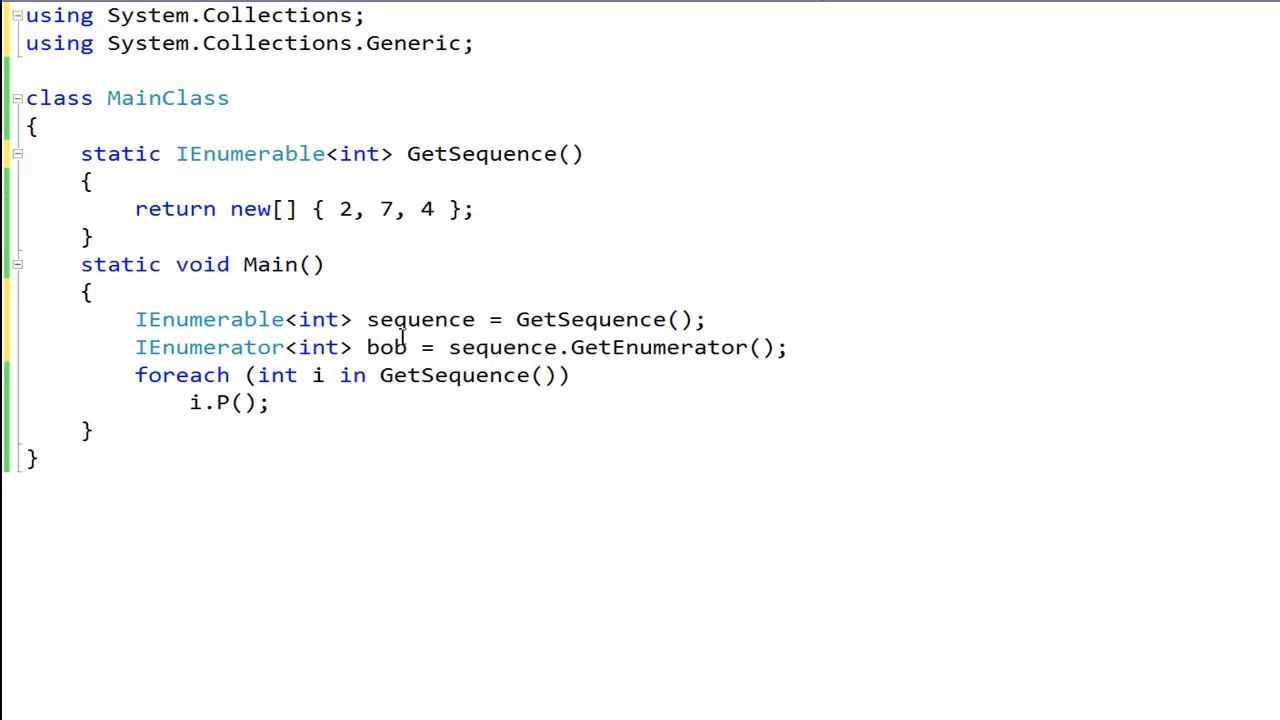 using System.Collections;
using System.Collections.Generic;
class MainClass
{
static IEnumerable<int> GetSequence()
{
return new[] { 2, 7, 4 };
}
static void Main()
{
IEnumerable<int> sequence = GetSequence();
IEnumerator<int> bob = sequence.GetEnumerator();
foreach (int i in GetSequence())
i.P();
}
}